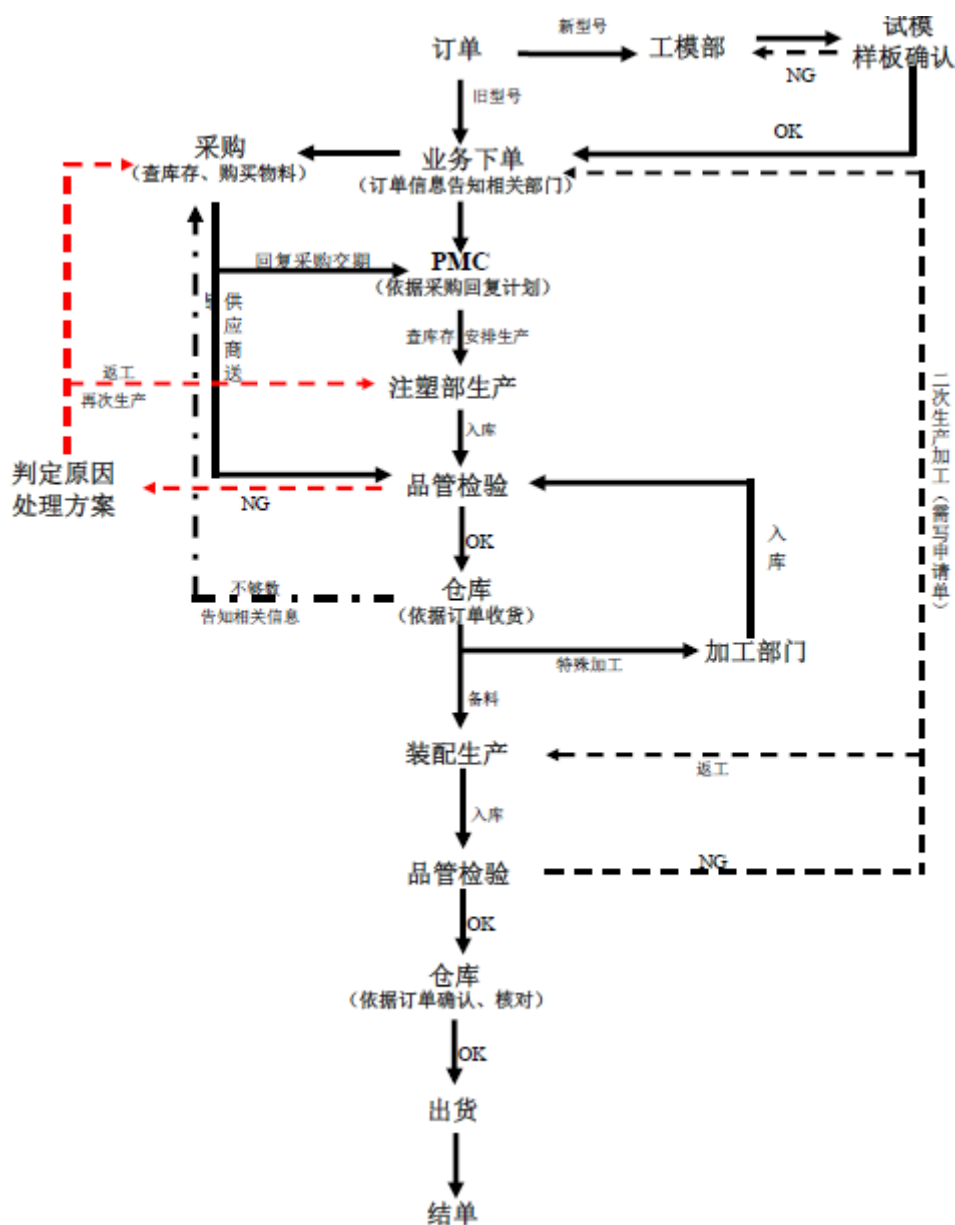 试模
新型号
订单
工模部
样板确认
NG
旧型号
OK
采购
（查库存、购买物料）
业务下单
（订单信息告知相关部门）
回复采购交期
PMC
（依据采购回复计划）
供应商送
查库存 安排生产
返工
再次生产
注塑部生产
二次生产加工（需写申请单）
入库
判定原因
处理方案
NG
品管检验
入库
OK
不够数
告知相关信息
仓库
（依据订单收货）
特殊加工
加工部门
备料
装配生产
返工
入库
品管检验
NG
OK
仓库
（依据订单确认、核对）
OK
出货
结单